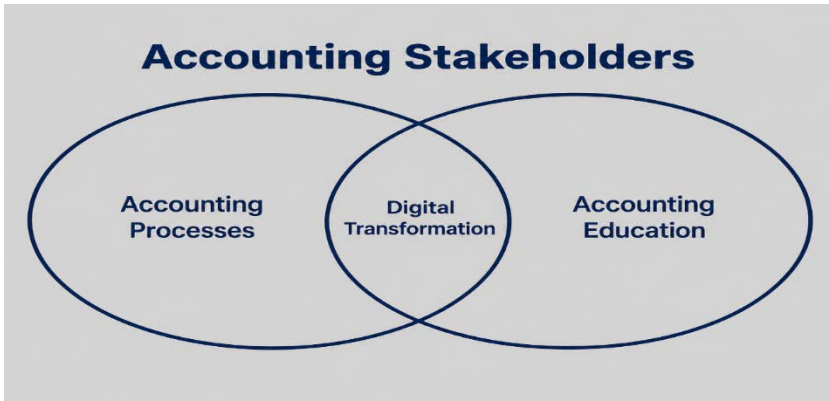 Accounting Stakeholders
Accounting
Processes
Digital
Transformation
Accounting
Education